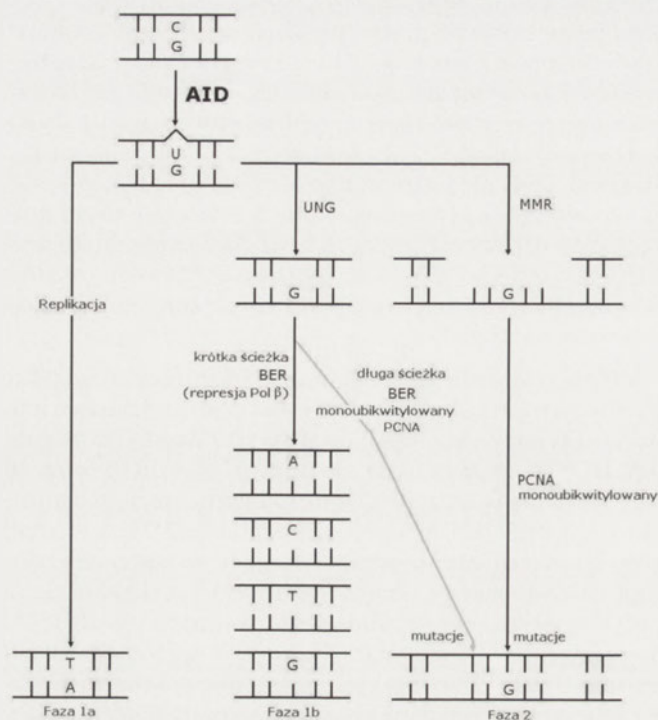 C
G
AID
U
G
UNG
MMR
G
G
Replikacja
krótka ścieżka
BER
(represja Pol β)
długa ścieżka
BER
monoubikwitylowany
PCNA
A
C
PCNA
monoubikwitylowany
T
mutacje
mutacje
T
A
G
G
Faza 1a
Faza 1b
Faza 2